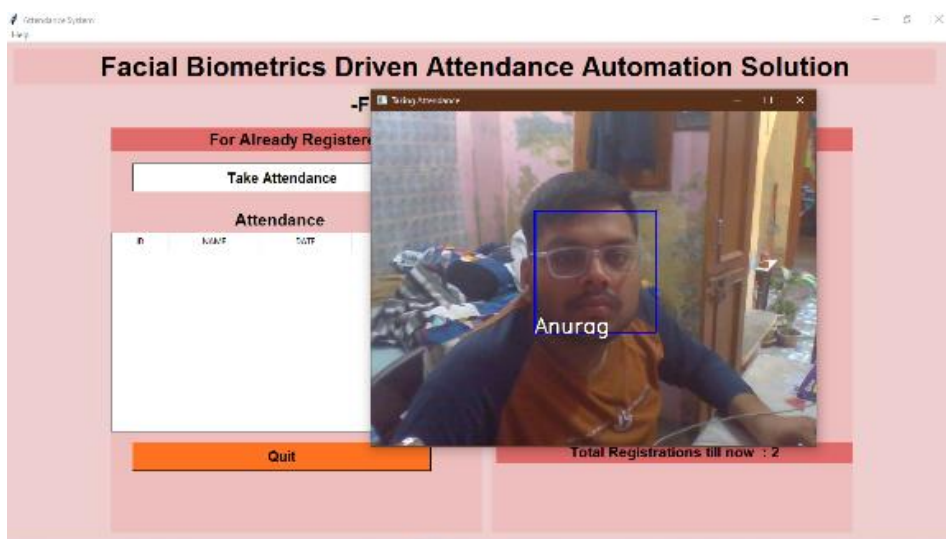 Attendance System
Help
Facial Biometrics Driven Attendance Automation Solution
-F
Taking Attendance
For Already Registere
Take Attendance
Attendance
ID NAME DATE
Anurag
Quit
Total Registrations till now : 2